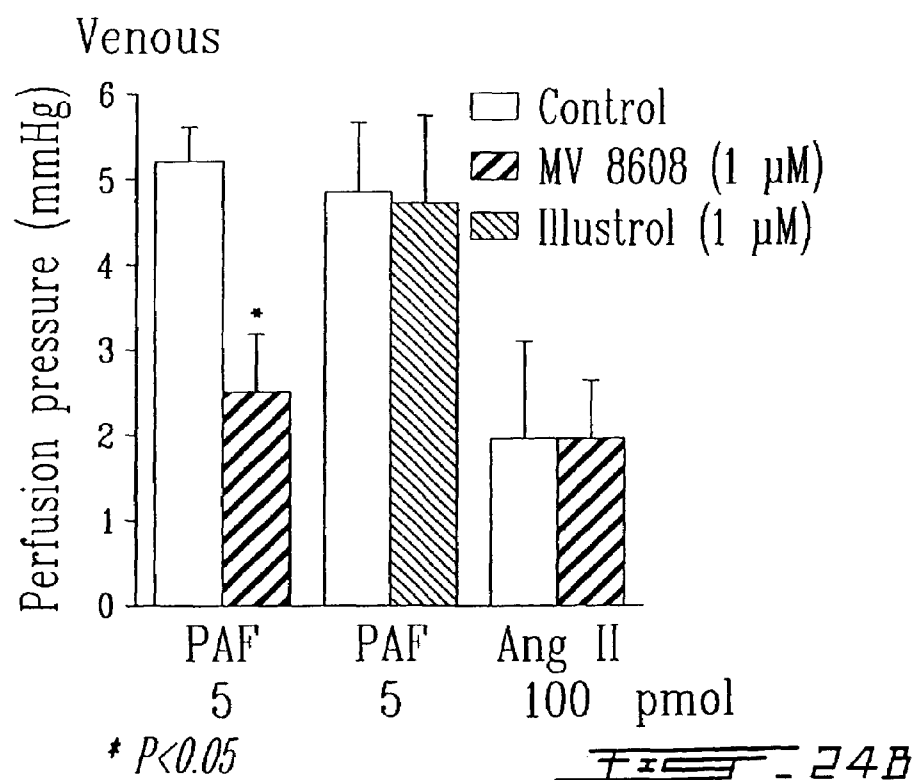 Venous
Perfusion pressure (mmHg)
6
5
4
3
2
1
0
Control
MV 8608 (1 μM)
Illustrol (1 μM)
*
PAF PAF Ang II
5 5 100 pmol
* P<0.05
Fig_24B